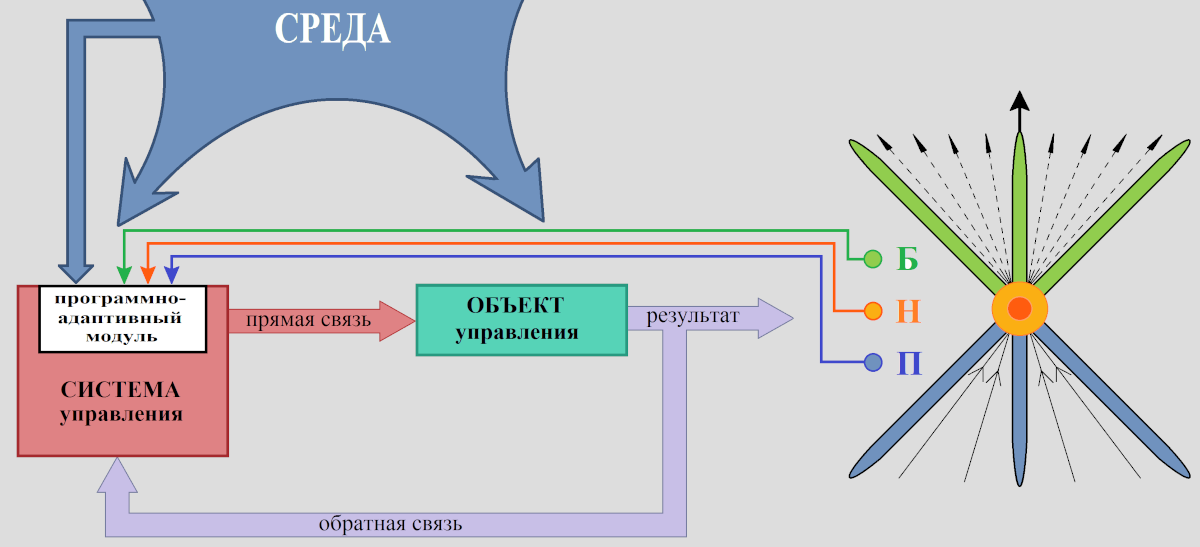 СРЕДА
программно-
адаптивный
модуль
СИСТЕМА
управления
прямая связь
ОБЪЕКТ
управления
результат
обратная связь
Б
Н
П